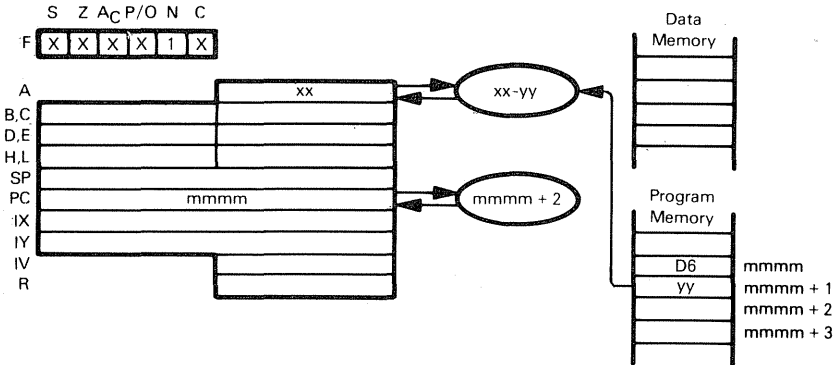 S Z AC P/O N C
F X X X X 1 X
Data
Memory
A xx
xx-yy
B,C
D,E
H,L
SP
PC mmmm
mmmm + 2
IX
IY
IV
R
Program
Memory
D6 mmmm
yy mmmm + 1
mmmm + 2
mmmm + 3